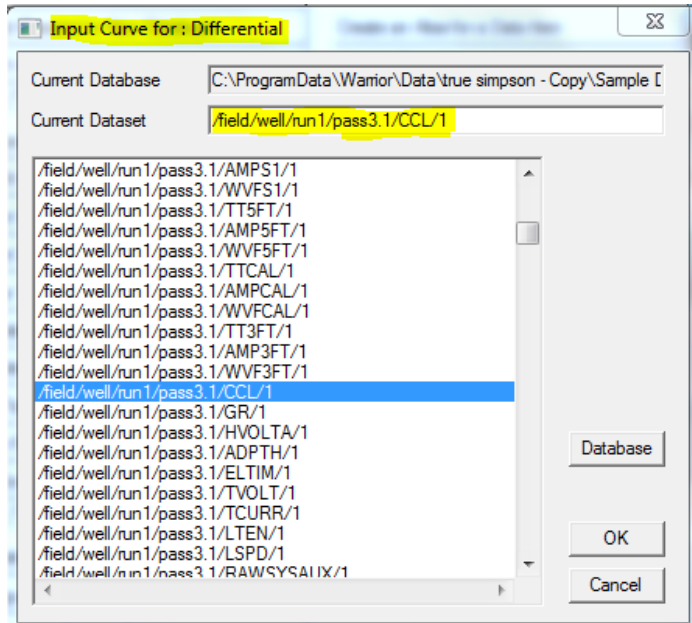 Input Curve for : Differential
Current Database C:\ProgramData\Warrior\Data\true simpson - Copy\Sample D
Current Dataset /field/well/run1/pass3.1/CCL/1
/field/well/run1/pass3.1/AMPS1/1
/field/well/run1/pass3.1/WVFS1/1
/field/well/run1/pass3.1/TT5FT/1
/field/well/run1/pass3.1/AMP5FT/1
/field/well/run1/pass3.1/WVF5FT/1
/field/well/run1/pass3.1/TTCAL/1
/field/well/run1/pass3.1/AMPCAL/1
/field/well/run1/pass3.1/WVFCAL/1
/field/well/run1/pass3.1/TT3FT/1
/field/well/run1/pass3.1/AMP3FT/1
/field/well/run1/pass3.1/WVF3FT/1
/field/well/run1/pass3.1/CCL/1
/field/well/run1/pass3.1/GR/1
/field/well/run1/pass3.1/HVOLTA/1
/field/well/run1/pass3.1/ADPTH/1
/field/well/run1/pass3.1/ELTIM/1
/field/well/run1/pass3.1/TVOLT/1
/field/well/run1/pass3.1/TCURR/1
/field/well/run1/pass3.1/LTEN/1
/field/well/run1/pass3.1/LSPD/1
/field/well/run1/pass3.1/RAWSYSAUX/1
Database
OK
Cancel